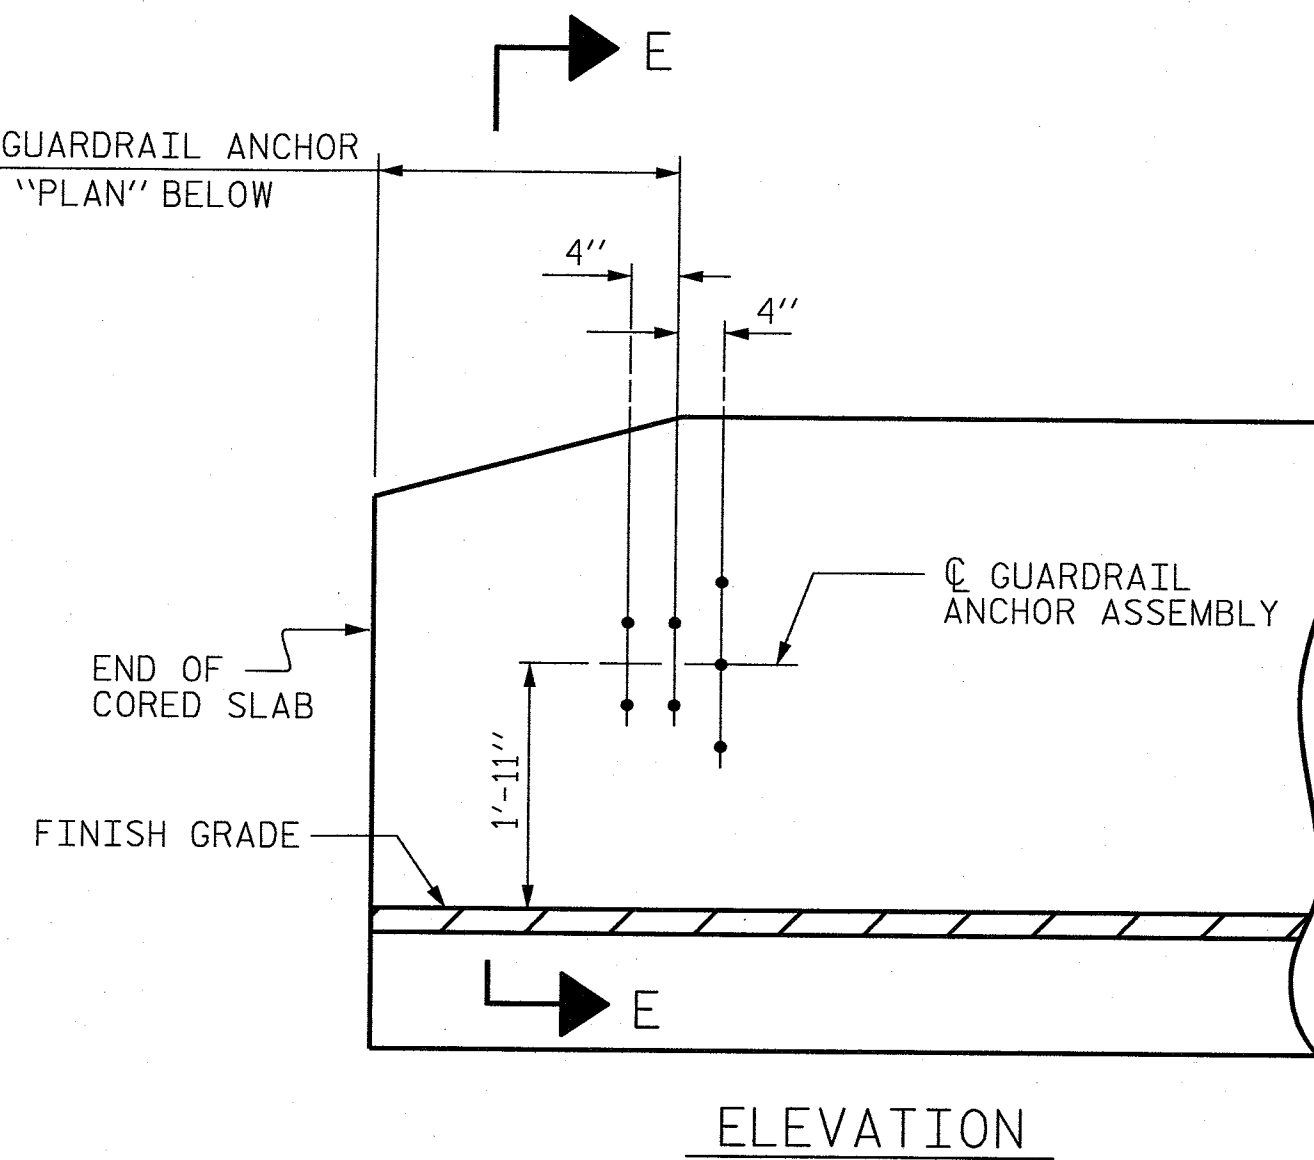 E
GUARDRAIL ANCHOR
"PLAN" BELOW
4"
4"
℄ GUARDRAIL
ANCHOR ASSEMBLY
END OF
CORED SLAB
1'-11"
FINISH GRADE
E
ELEVATION